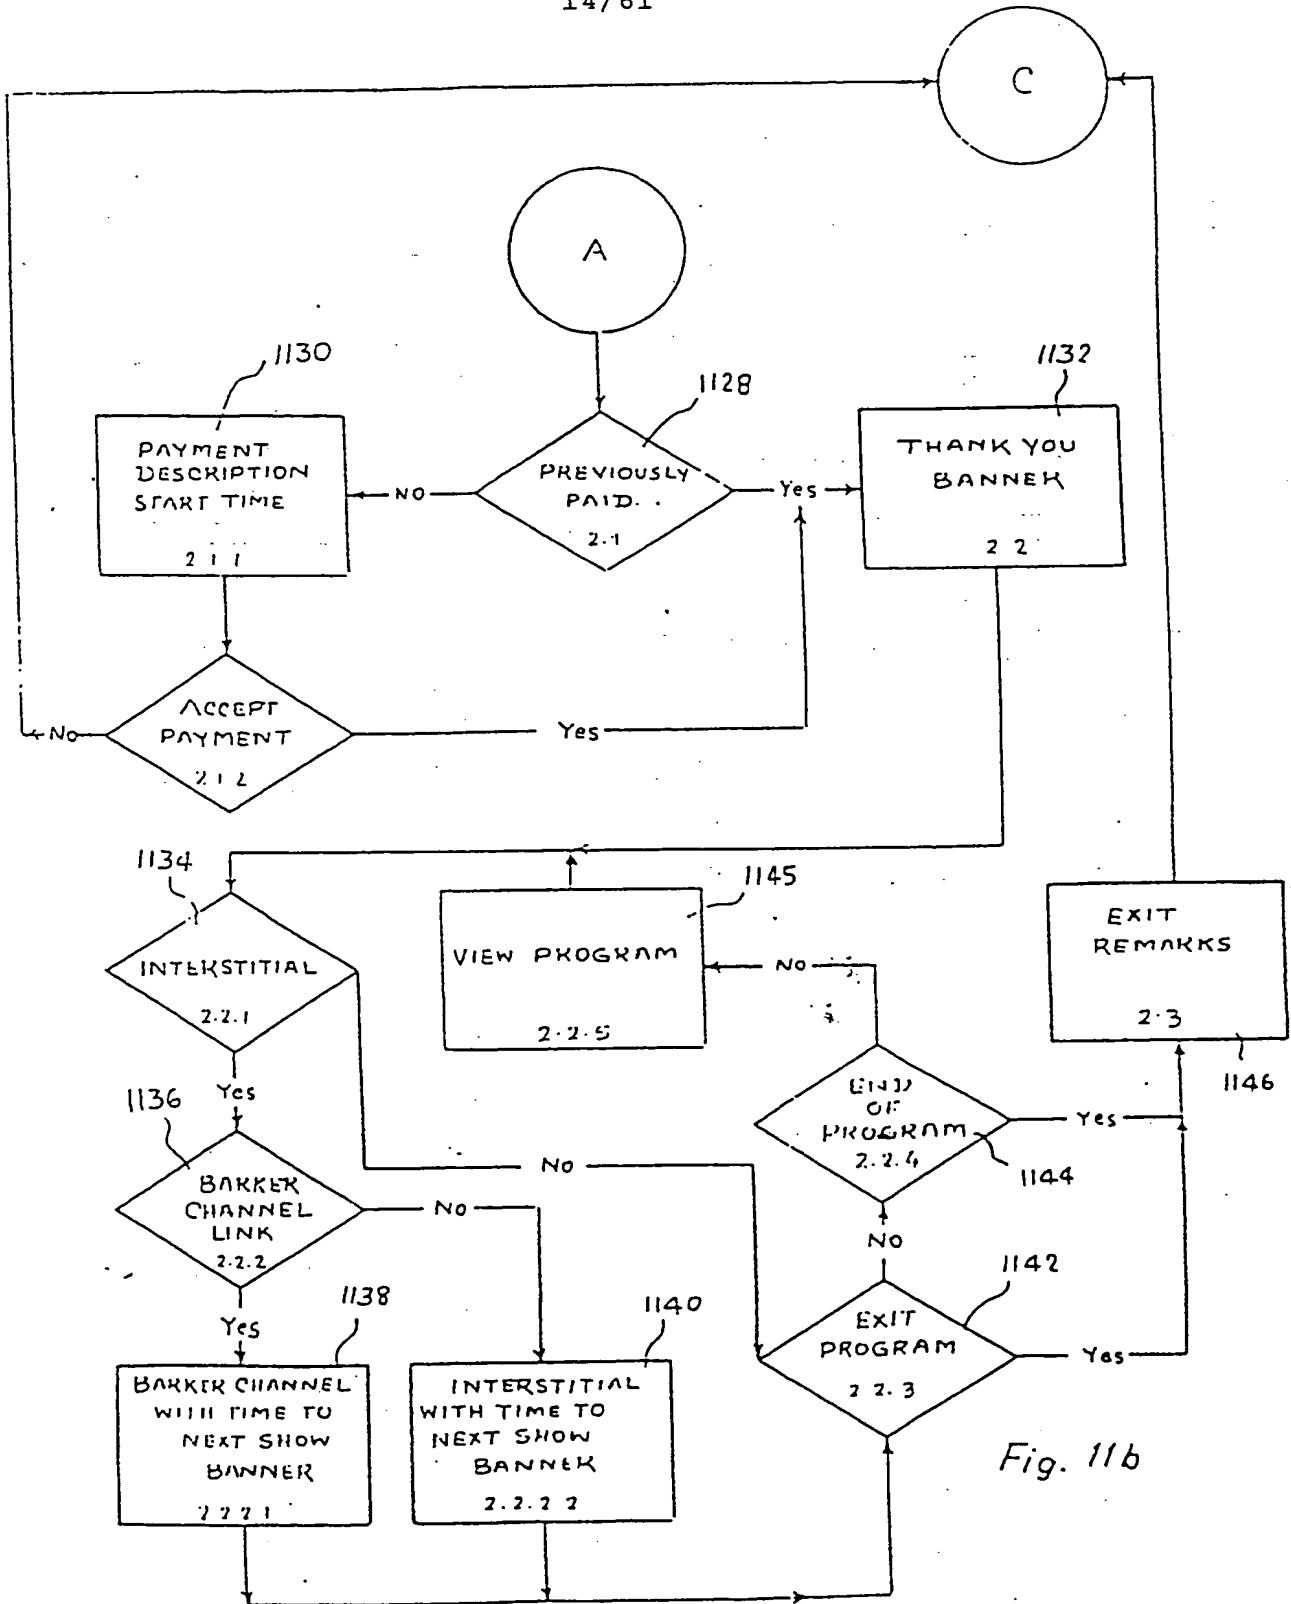 14/61
C
A
1130
1128
1132
PAYMENT
DESCRIPTION
START TIME
2 1 1
NO
PREVIOUSLY
PAID..
2.1
Yes
THANK YOU
BANNER
2 2
No
ACCEPT
PAYMENT
2 1 2
Yes
1134
INTERSTITIAL
2.2.1
1145
VIEW PROGRAM
2.2.5
No
EXIT
REMARKS
2.3
1146
Yes
1136
BARKER
CHANNEL
LINK
2.2.2
No
No
END
OF
PROGRAM
2.2.4
Yes
1144
No
1142
EXIT
PROGRAM
2 2.3
Yes
Yes
1138
1140
BARKER CHANNEL
WITH TIME TO
NEXT SHOW
BANNER
2 2 2 1
INTERSTITIAL
WITH TIME TO
NEXT SHOW
BANNER
2.2.2 2
Fig. 11b